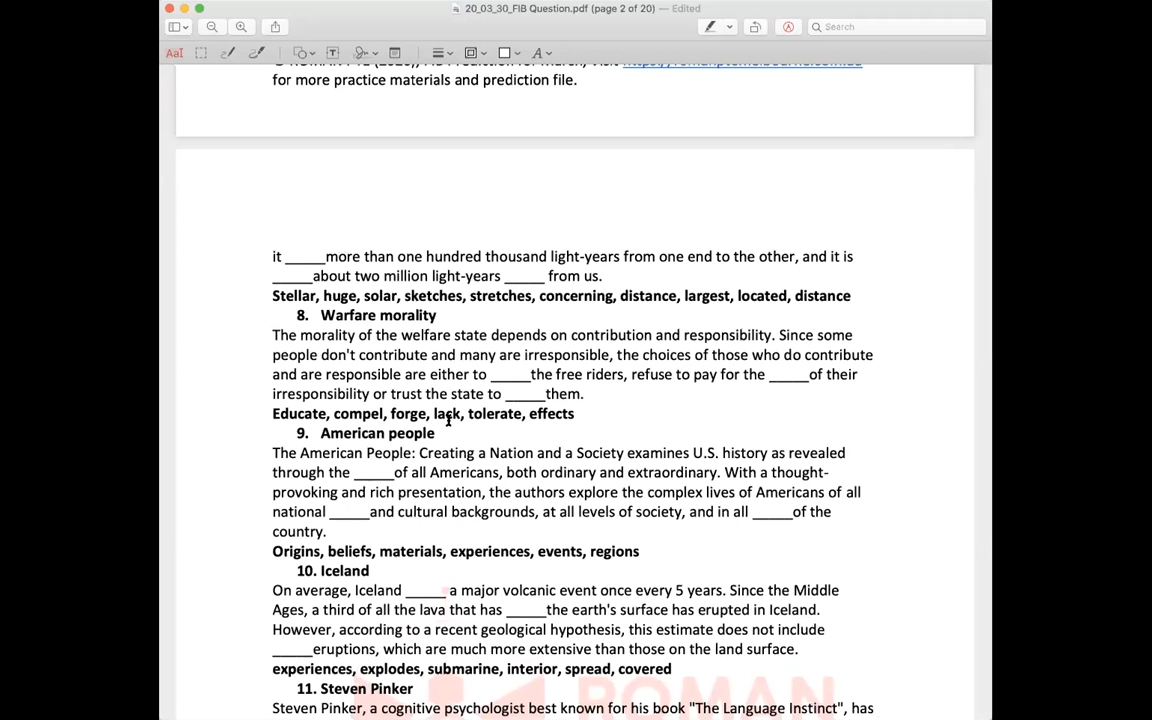 20_03_30_FIB Question.pdf (page 2 of 20) — Edited
Search
AaI
for more practice materials and prediction file.
it _____more than one hundred thousand light-years from one end to the other, and it is
_____about two million light-years _____ from us.
Stellar, huge, solar, sketches, stretches, concerning, distance, largest, located, distance
8. Warfare morality
The morality of the welfare state depends on contribution and responsibility. Since some
people don't contribute and many are irresponsible, the choices of those who do contribute
and are responsible are either to _____the free riders, refuse to pay for the _____of their
irresponsibility or trust the state to _____them.
Educate, compel, forge, lack, tolerate, effects
9. American people
The American People: Creating a Nation and a Society examines U.S. history as revealed
through the _____of all Americans, both ordinary and extraordinary. With a thought-
provoking and rich presentation, the authors explore the complex lives of Americans of all
national _____and cultural backgrounds, at all levels of society, and in all _____of the
country.
Origins, beliefs, materials, experiences, events, regions
10. Iceland
On average, Iceland _____ a major volcanic event once every 5 years. Since the Middle
Ages, a third of all the lava that has _____the earth's surface has erupted in Iceland.
However, according to a recent geological hypothesis, this estimate does not include
_____eruptions, which are much more extensive than those on the land surface.
experiences, explodes, submarine, interior, spread, covered
11. Steven Pinker
ROMAN
Steven Pinker, a cognitive psychologist best known for his book "The Language Instinct", has